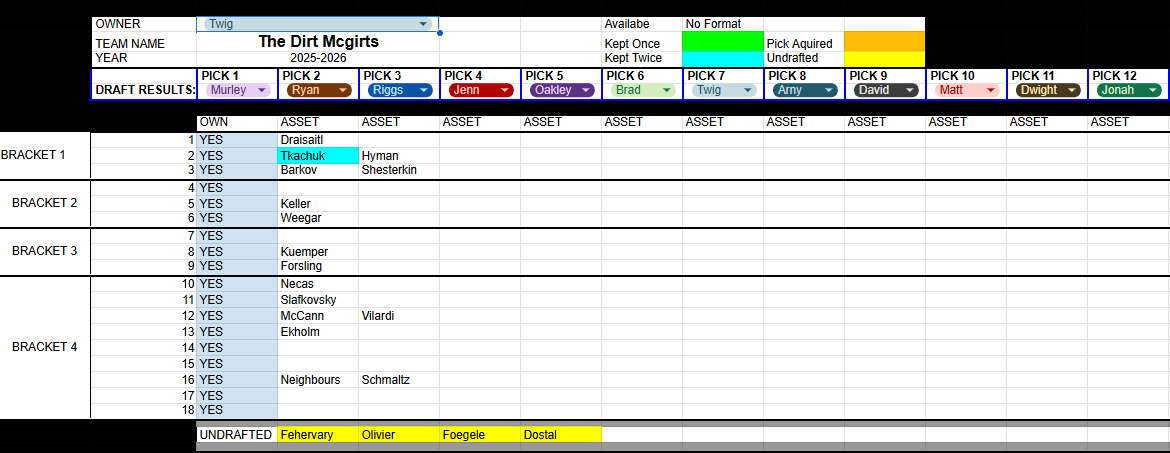 OWNER Twig Availabe No Format
TEAM NAME The Dirt Mcgirts Kept Once Pick Aquired
YEAR 2025-2026 Kept Twice Undrafted
PICK 1 PICK 2 PICK 3 PICK 4 PICK 5 PICK 6 PICK 7 PICK 8 PICK 9 PICK 10 PICK 11 PICK 12
DRAFT RESULTS: Murley Ryan Riggs Jenn Oakley Brad Twig Arny David Matt Dwight Jonah
OWN ASSET ASSET ASSET ASSET ASSET ASSET ASSET ASSET ASSET ASSET ASSET
1 YES Draisaitl
BRACKET 1 2 YES Tkachuk Hyman
3 YES Barkov Shesterkin
4 YES
BRACKET 2 5 YES Keller
6 YES Weegar
7 YES
BRACKET 3 8 YES Kuemper
9 YES Forsling
10 YES Necas
11 YES Slafkovsky
12 YES McCann Vilardi
13 YES Ekholm
BRACKET 4 14 YES
15 YES
16 YES Neighbours Schmaltz
17 YES
18 YES
UNDRAFTED Fehervary Olivier Foegele Dostal